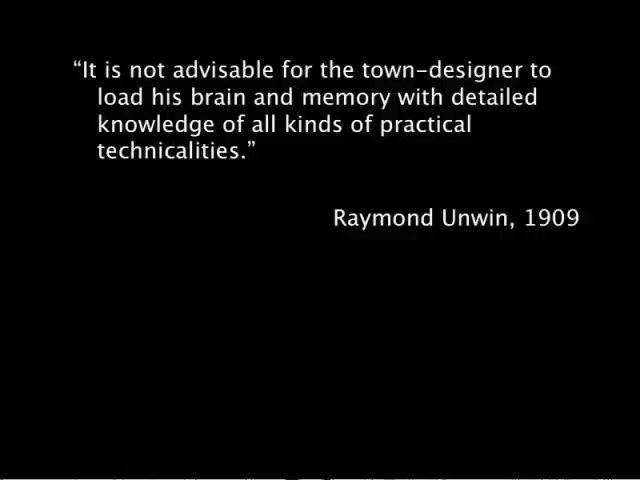 “It is not advisable for the town-designer to
load his brain and memory with detailed
knowledge of all kinds of practical
technicalities.”
Raymond Unwin, 1909